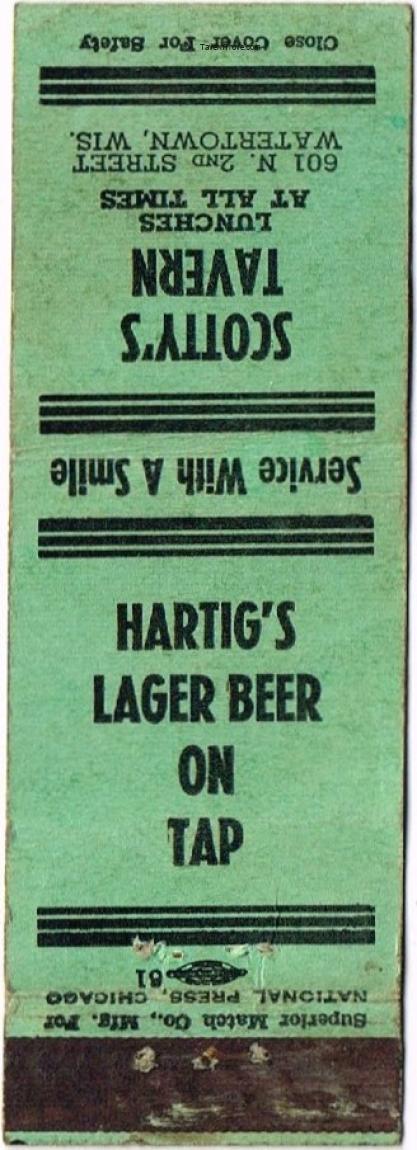 Close Cover For Safety
601 N. 2ND STREET
WATERTOWN, WIS.
LUNCHES
AT ALL TIMES
SCOTTY'S
TAVERN
Service With A Smile
HARTIG'S
LAGER BEER
ON
TAP
81
Superior Match Co., Mfg. For
NATIONAL PRESS, CHICAGO